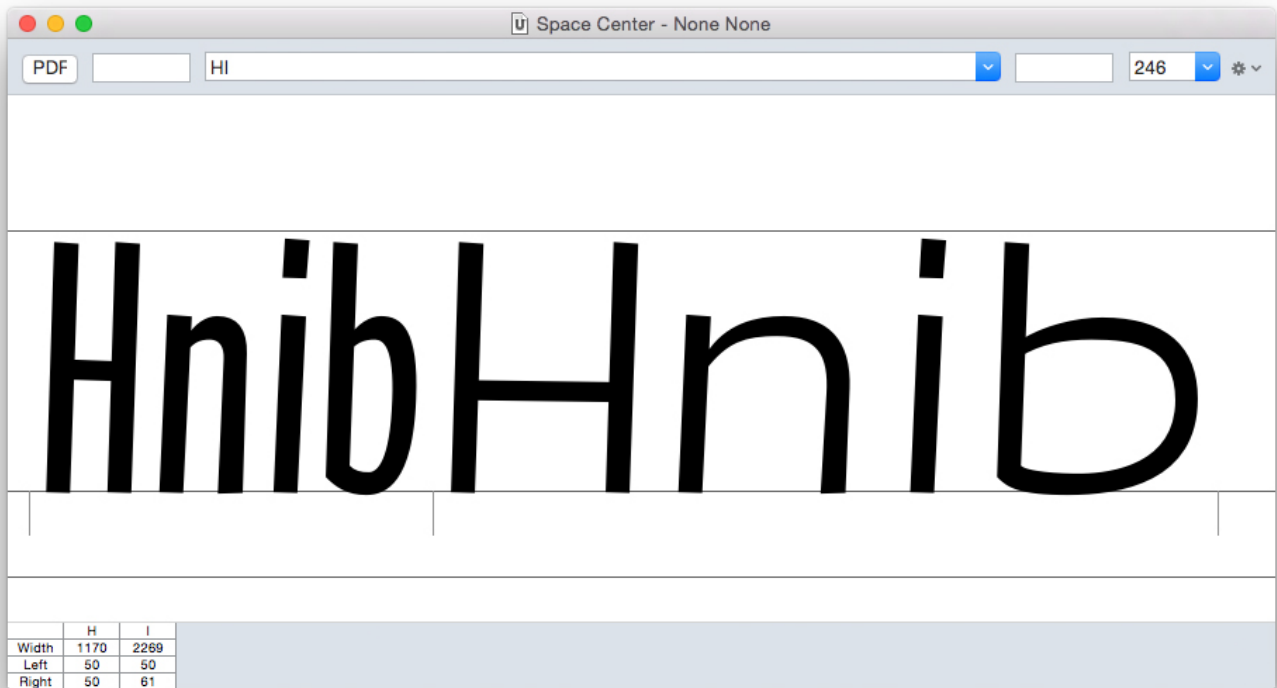 Space Center - None None
PDF HI 246
HnibHnib
H I
Width 1170 2269
Left 50 50
Right 50 61